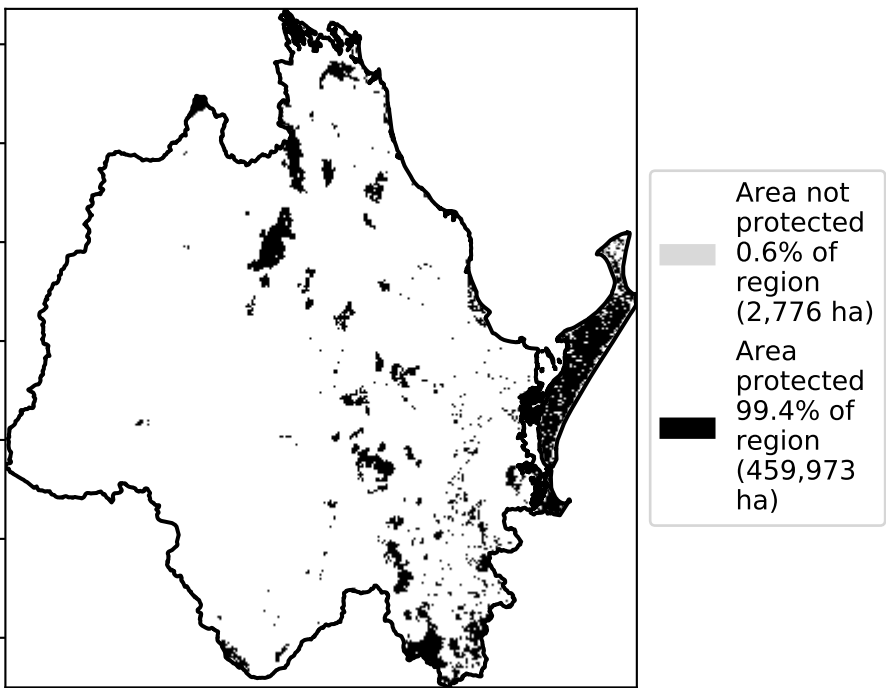 Area not
protected
0.6% of
region
(2,776 ha)
Area
protected
99.4% of
region
(459,973
ha)